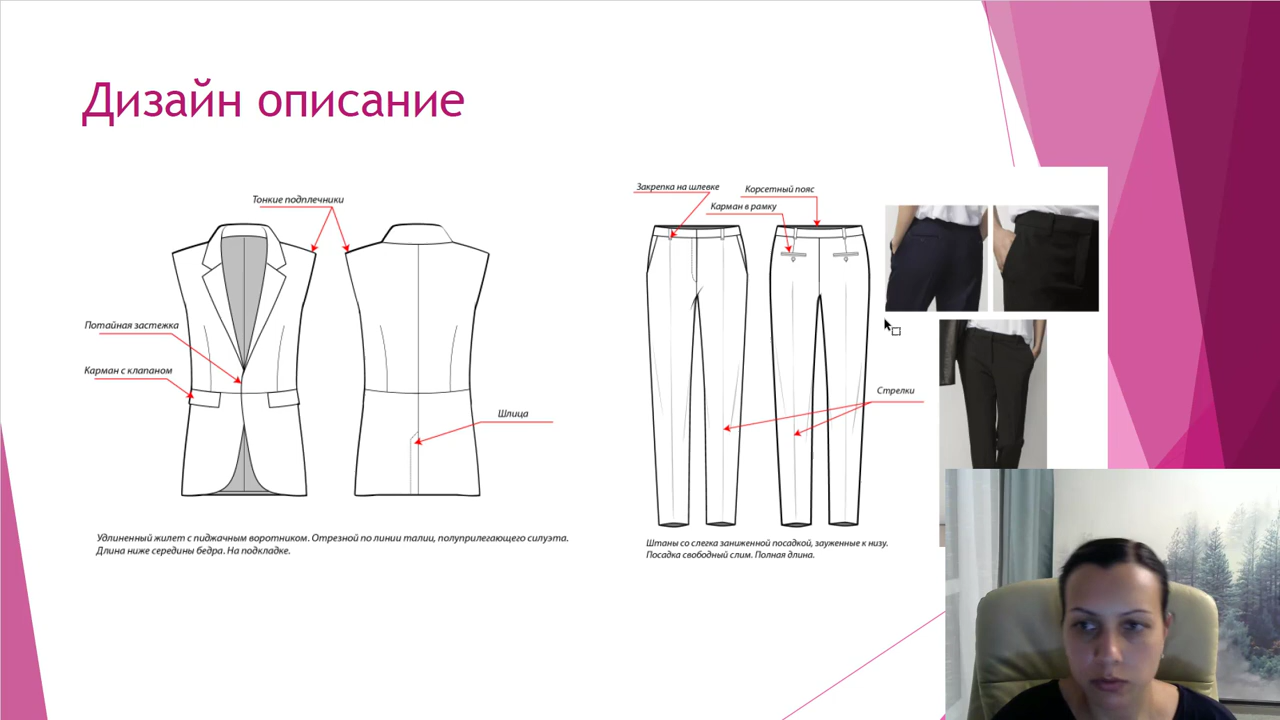 Дизайн описание
Тонкие подплечники
Потайная застежка
Карман с клапаном
Шлица
Удлиненный жилет с пиджачным воротником. Отрезной по линии талии, полуприлегающего силуэта.
Длина ниже середины бедра. На подкладке.
Закрепка на шлевке
Корсетный пояс
Карман в рамку
Стрелки
Штаны со слегка заниженной посадкой, зауженные к низу.
Посадка свободный слим. Полная длина.